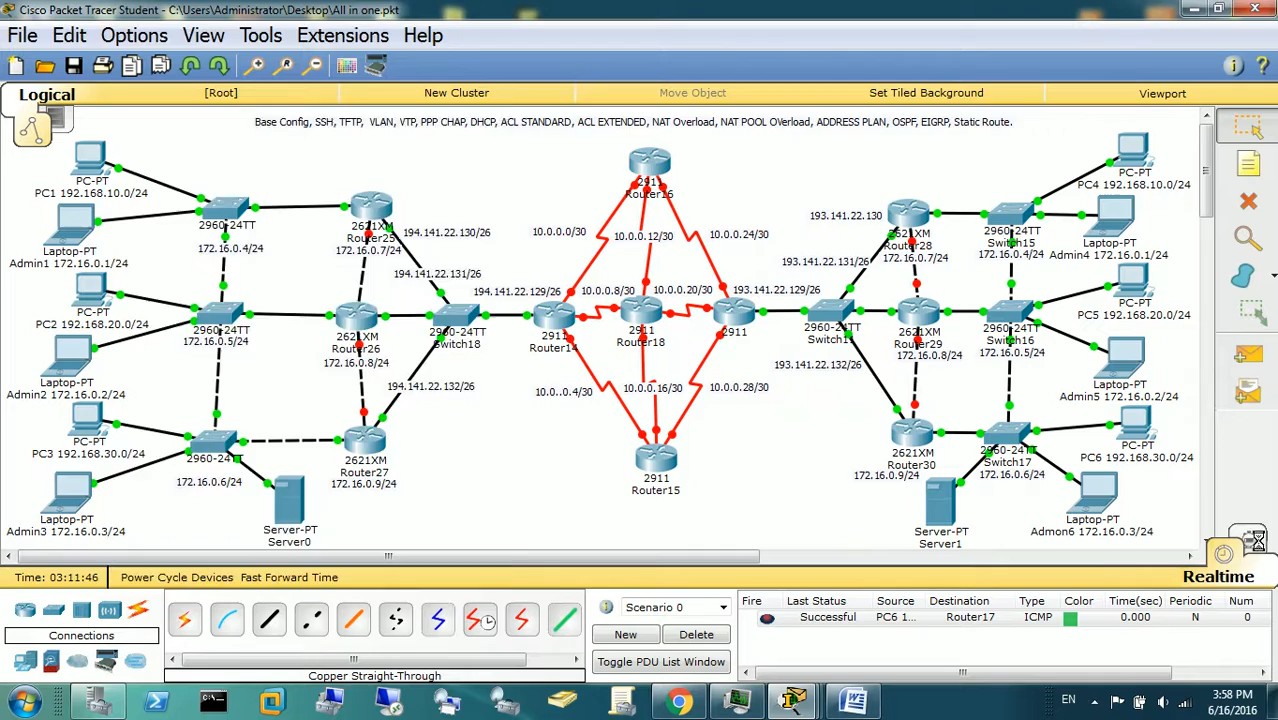 Cisco Packet Tracer Student - C:\Users\Administrator\Desktop\All in one.pkt
File Edit Options View Tools Extensions Help
Logical
[Root]
New Cluster
Move Object
Set Tiled Background
Viewport
Base Config, SSH, TFTP, VLAN, VTP, PPP CHAP, DHCP, ACL STANDARD, ACL EXTENDED, NAT Overload, NAT POOL Overload, ADDRESS PLAN, OSPF, EIGRP, Static Route.
PC-PT
PC1 192.168.10.0/24
Laptop-PT
Admin1 172.16.0.1/24
2960-24TT
172.16.0.4/24
2621XM
Router25
172.16.0.7/24
194.141.22.130/26
PC-PT
PC2 192.168.20.0/24
Laptop-PT
Admin2 172.16.0.2/24
2960-24TT
172.16.0.5/24
2621XM
Router26
172.16.0.8/24
194.141.22.131/26
2960-24TT
Switch18
194.141.22.129/26
194.141.22.132/26
PC-PT
PC3 192.168.30.0/24
Laptop-PT
Admin3 172.16.0.3/24
2960-24TT
172.16.0.6/24
2621XM
Router27
172.16.0.9/24
Server-PT
Server0
2911
Router16
10.0.0.0/30
10.0.0.12/30
10.0.0.24/30
2911
Router14
10.0.0.8/30
2911
Router18
10.0.0.20/30
2911
10.0.0.4/30
10.0.0.16/30
10.0.0.28/30
2911
Router15
193.141.22.130
193.141.22.131/26
193.141.22.129/26
193.141.22.132/26
2960-24TT
2621XM
Router28
172.16.0.7/24
2960-24TT
Switch15
172.16.0.4/24
PC-PT
PC4 192.168.10.0/24
Laptop-PT
Admin4 172.16.0.1/24
2621XM
Router29
172.16.0.8/24
2960-24TT
Switch16
172.16.0.5/24
PC-PT
PC5 192.168.20.0/24
Laptop-PT
Admin5 172.16.0.2/24
2621XM
Router30
172.16.0.9/24
2960-24TT
Switch17
172.16.0.6/24
PC-PT
PC6 192.168.30.0/24
Laptop-PT
Admon6 172.16.0.3/24
Server-PT
Server1
Time: 03:11:46
Power Cycle Devices Fast Forward Time
Realtime
Connections
Copper Straight-Through
Scenario 0
New
Delete
Toggle PDU List Window
Fire Last Status Source Destination Type Color Time(sec) Periodic Num
Successful PC6 1... Router17 ICMP 0.000 N 0
EN
3:58 PM
6/16/2016